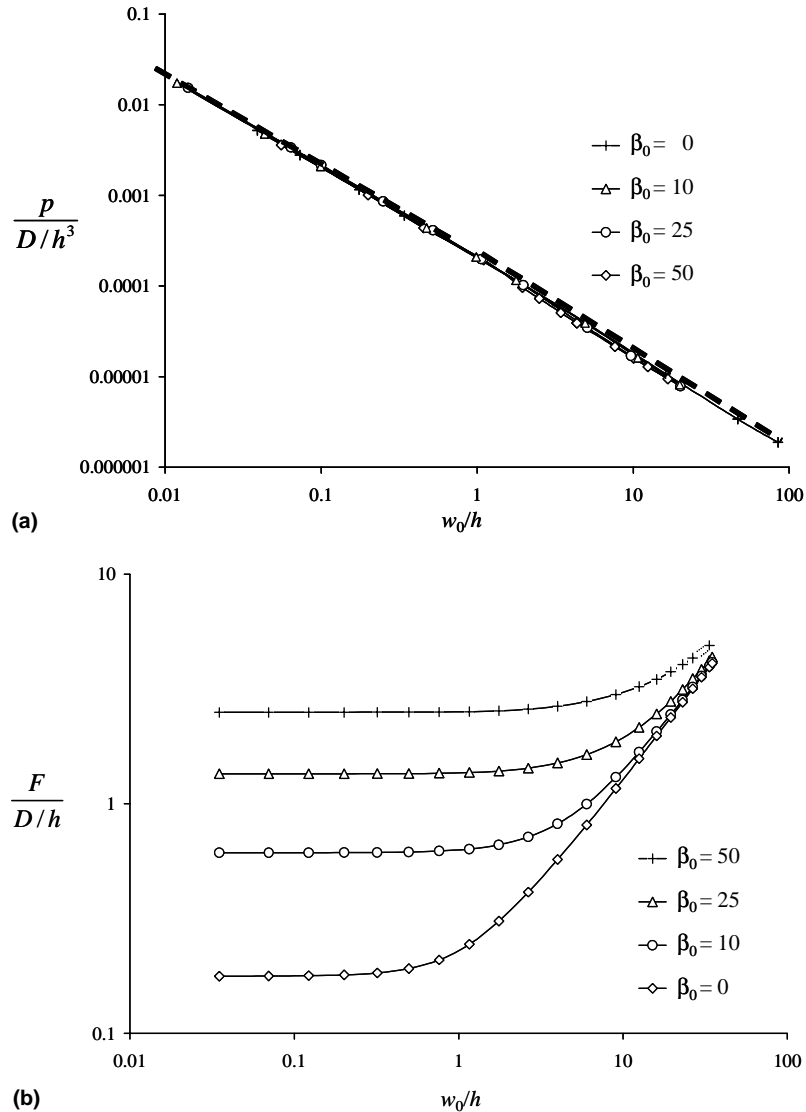 0.1
0.01
0.001
0.0001
0.00001
0.000001
p
D/h³
β₀ = 0
β₀ = 10
β₀ = 25
β₀ = 50
0.01 0.1 1 10 100
w₀/h
(a)
10
1
0.1
F
D/h
β₀ = 50
β₀ = 25
β₀ = 10
β₀ = 0
0.01 0.1 1 10 100
w₀/h
(b)